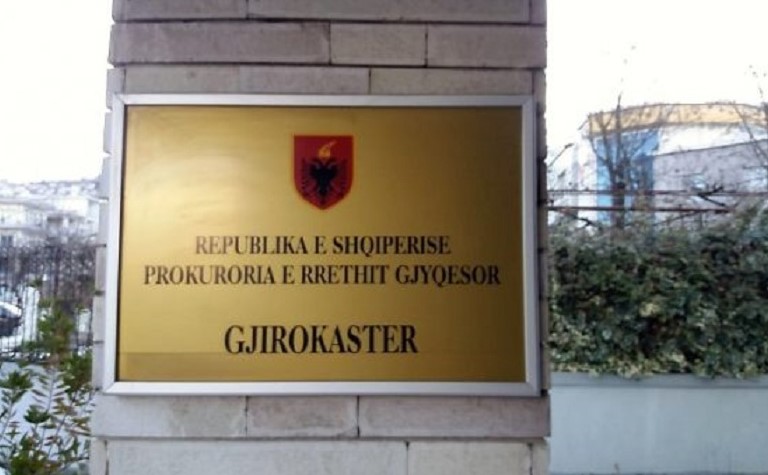 REPUBLIKA E SHQIPERISE
PROKURORIA E RRETHIT GJYQESOR
GJIROKASTER